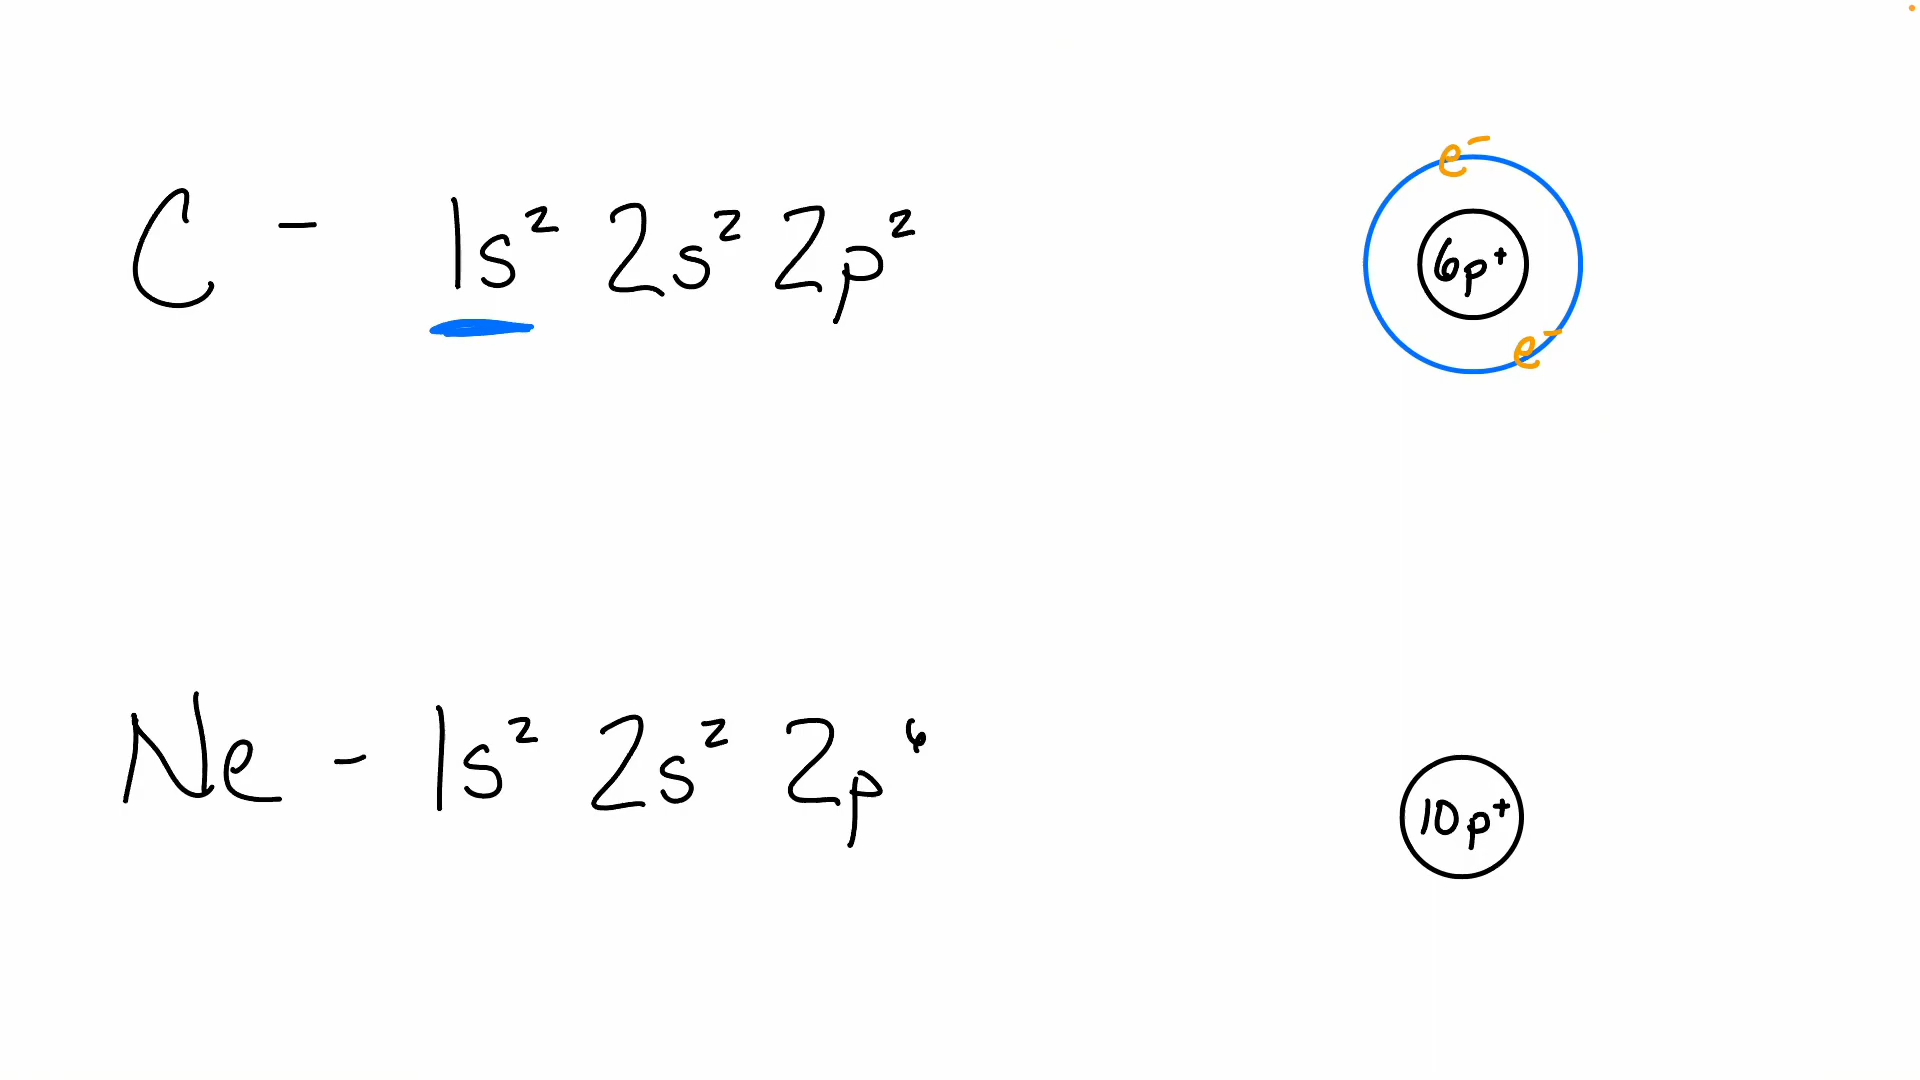 C - 1s² 2s² 2p²
e⁻
6p⁺
e⁻
Ne - 1s² 2s² 2p⁶
10p⁺